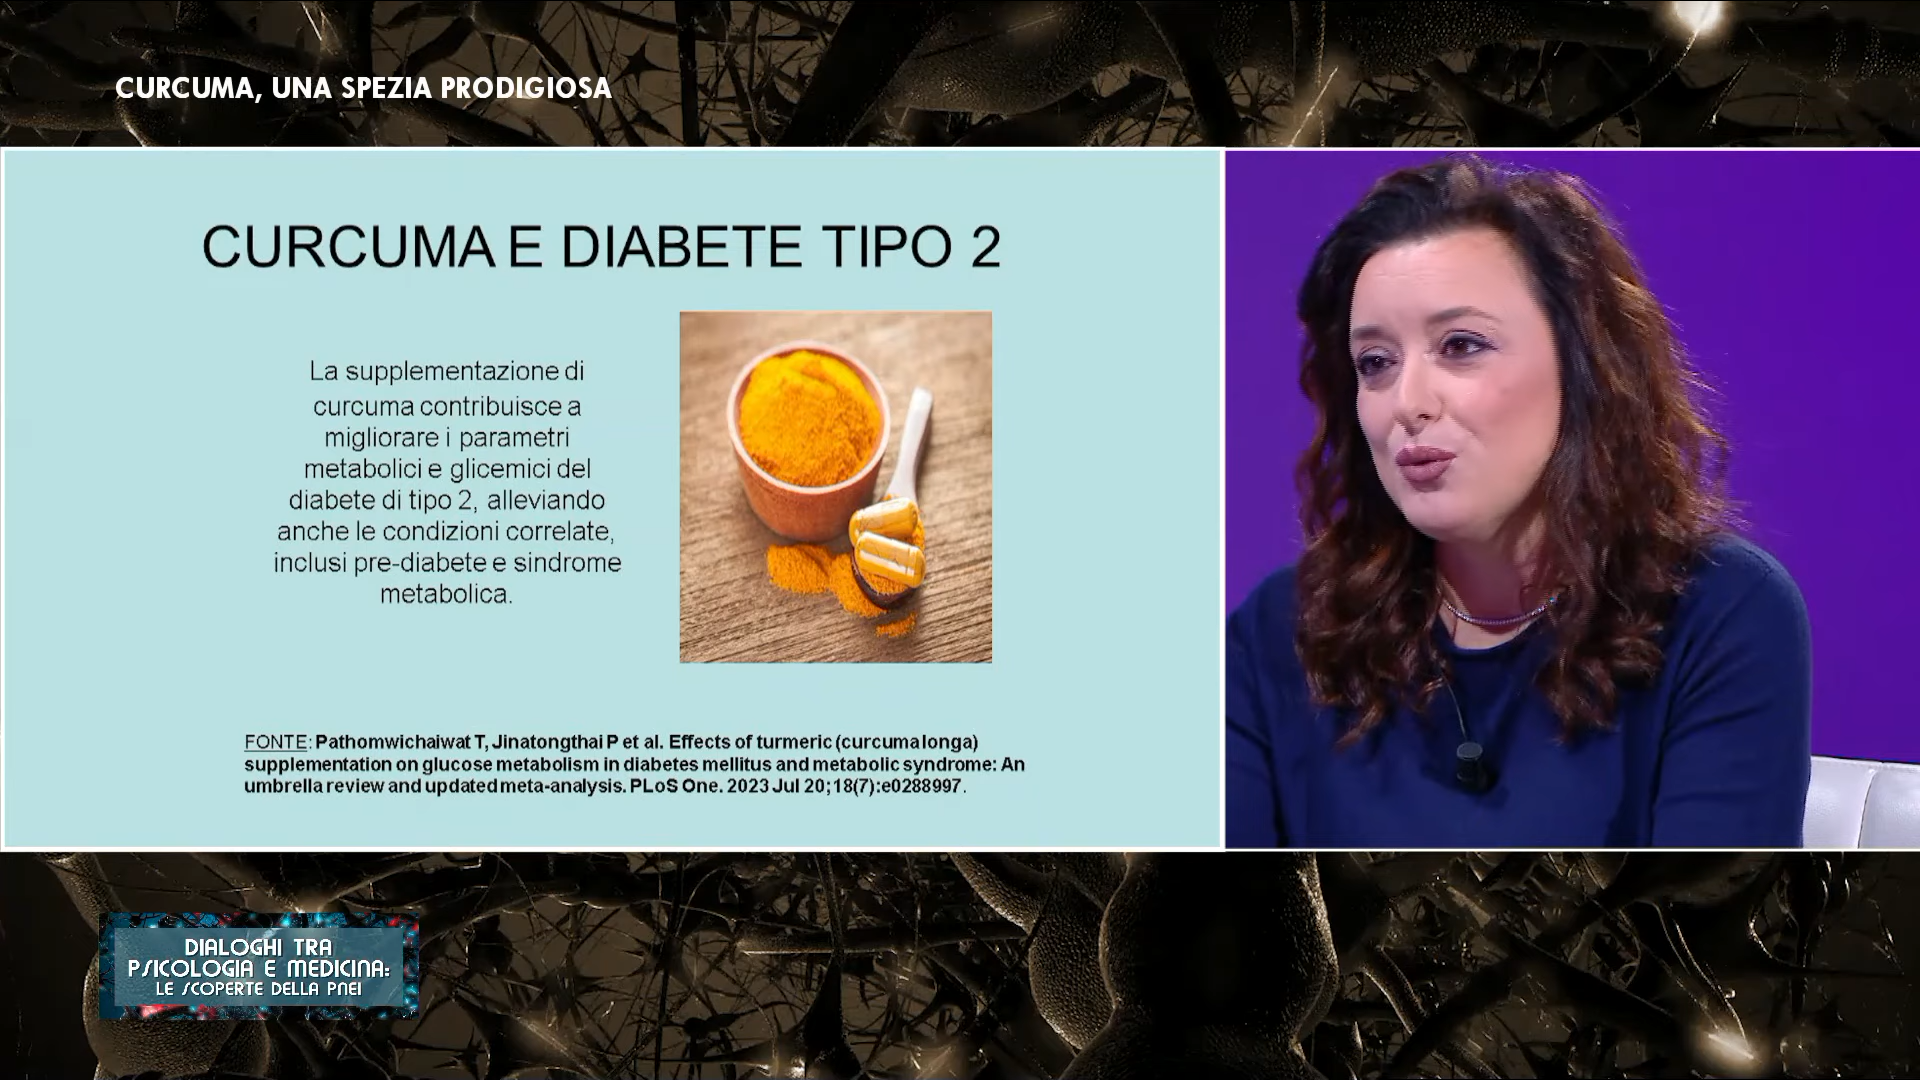 CURCUMA, UNA SPEZIA PRODIGIOSA
CURCUMA E DIABETE TIPO 2
La supplementazione di
curcuma contribuisce a
migliorare i parametri
metabolici e glicemici del
diabete di tipo 2, alleviando
anche le condizioni correlate,
inclusi pre-diabete e sindrome
metabolica.
FONTE: Pathomwichaiwat T, Jinatongthai P et al. Effects of turmeric (curcuma longa)
supplementation on glucose metabolism in diabetes mellitus and metabolic syndrome: An
umbrella review and updated meta-analysis. PLoS One. 2023 Jul 20;18(7):e0288997.
DIALOGHI TRA
PSICOLOGIA E MEDICINA:
LE SCOPERTE DELLA PNEI